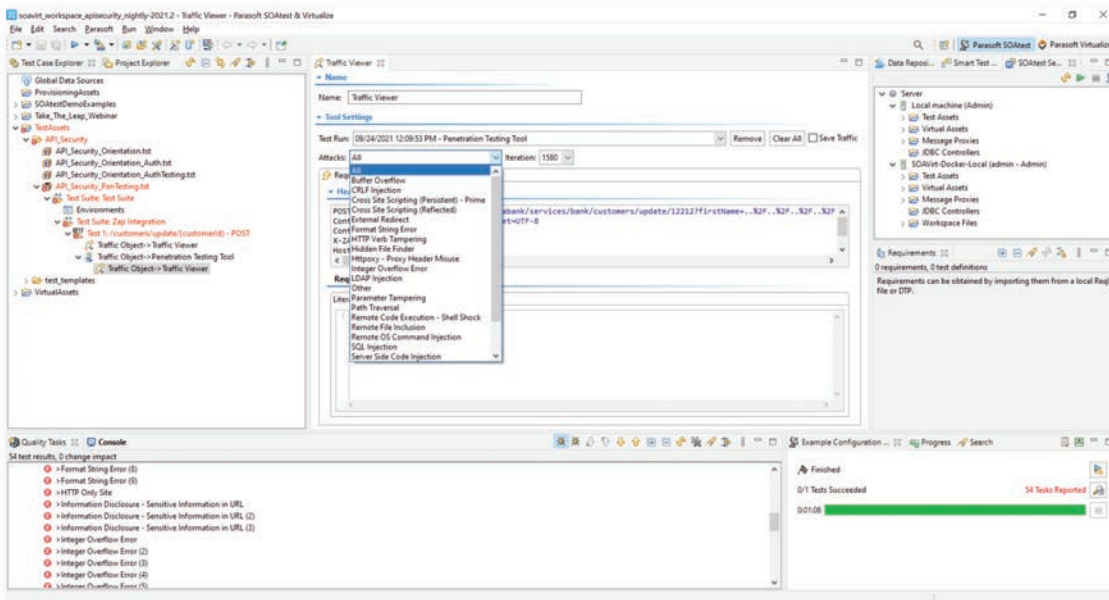 soavirt_workspace_apisecurity_nightly-2021.2 - Traffic Viewer - Parasoft SOAtest & Virtualize
File Edit Search Parasoft Run Window Help
Parasoft SOAtest Parasoft Virtualiz
Test Case Explorer Project Explorer
Global Data Sources
ProvisioningAssets
SOAtestDemoExamples
Take_The_Leap_Webinar
TestAssets
API_Security
API_Security_Orientation.tst
API_Security_Orientation_Auth.tst
API_Security_Orientation_AuthTesting.tst
API_Security_PenTesting.tst
Test Suite: Test Suite
Environments
Test Suite: Zap Integration
Test 1: /customers/update/{customerId} - POST
Traffic Object->Traffic Viewer
Traffic Object->Penetration Testing Tool
Traffic Object->Traffic Viewer
test_templates
VirtualAssets
Traffic Viewer
Name
Name: Traffic Viewer
Tool Settings
Test Run: 09/24/2021 12:09:53 PM - Penetration Testing Tool Remove Clear All Save Traffic
Attacks: All Iteration: 1580
All
Buffer Overflow
CRLF Injection
Cross Site Scripting (Persistent) - Prime
Cross Site Scripting (Reflected)
External Redirect
Format String Error
HTTP Verb Tampering
Hidden File Finder
Httpoxy - Proxy Header Misuse
Integer Overflow Error
LDAP Injection
Other
Parameter Tampering
Path Traversal
Remote Code Execution - Shell Shock
Remote File Inclusion
Remote OS Command Injection
SQL Injection
Server Side Code Injection
Requ
Hea
POST abank/services/bank/customers/update/12212?firstName=..%2F..%2F..%2F..%2F
Cont et=UTF-8
Cont
X-ZA
Host
Req
Liter
Data Reposi... Smart Test ... SOAtest Se...
Server
Local machine (Admin)
Test Assets
Virtual Assets
Message Proxies
JDBC Controllers
SOAVirt-Docker-Local (admin - Admin)
Test Assets
Virtual Assets
Message Proxies
JDBC Controllers
Workspace Files
Requirements
0 requirements, 0 test definitions
Requirements can be obtained by importing them from a local Req
file or DTP.
Quality Tasks Console
54 test results, 0 change impact
>Format String Error (8)
>Format String Error (9)
>HTTP Only Site
>Information Disclosure - Sensitive Information in URL
>Information Disclosure - Sensitive Information in URL (2)
>Information Disclosure - Sensitive Information in URL (3)
>Integer Overflow Error
>Integer Overflow Error (2)
>Integer Overflow Error (3)
>Integer Overflow Error (4)
>Integer Overflow Error (5)
Example Configuration ... Progress Search
Finished
0/1 Tests Succeeded 54 Tasks Reported
0:01:06